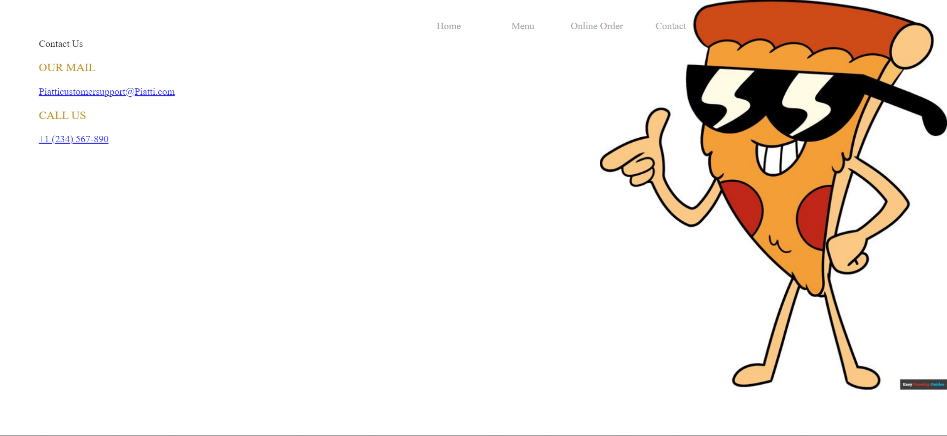 Home Menu Online Order Contact
Contact Us
OUR MAIL
Piatticustomersupport@Piatti.com
CALL US
+1 (234) 567-890